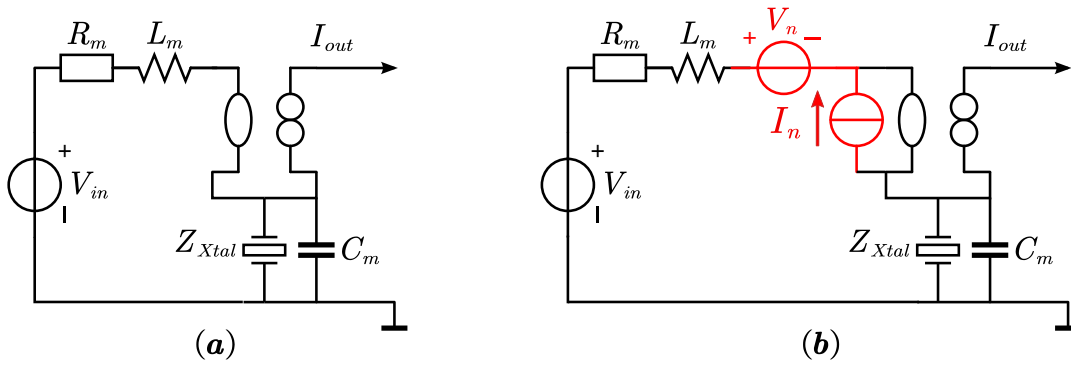 R_m L_m I_out
+
V_in
Z_Xtal C_m
(a)
V_n
R_m L_m + − I_out
I_n
+
V_in
Z_Xtal C_m
(b)